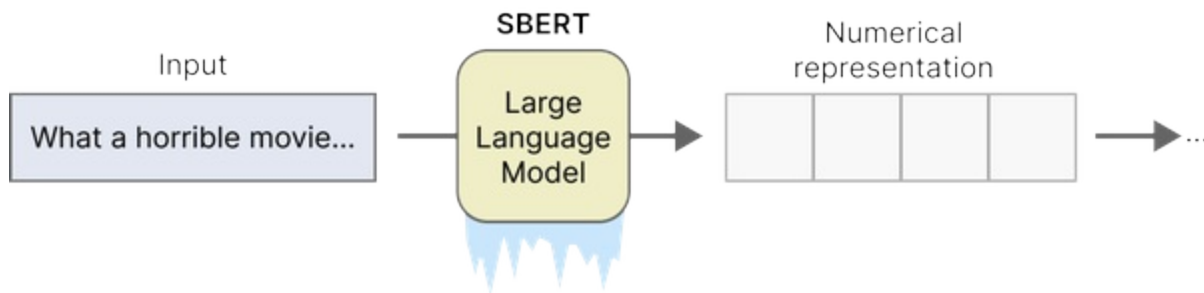 SBERT
Input
What a horrible movie...
Large
Language
Model
Numerical
representation
...